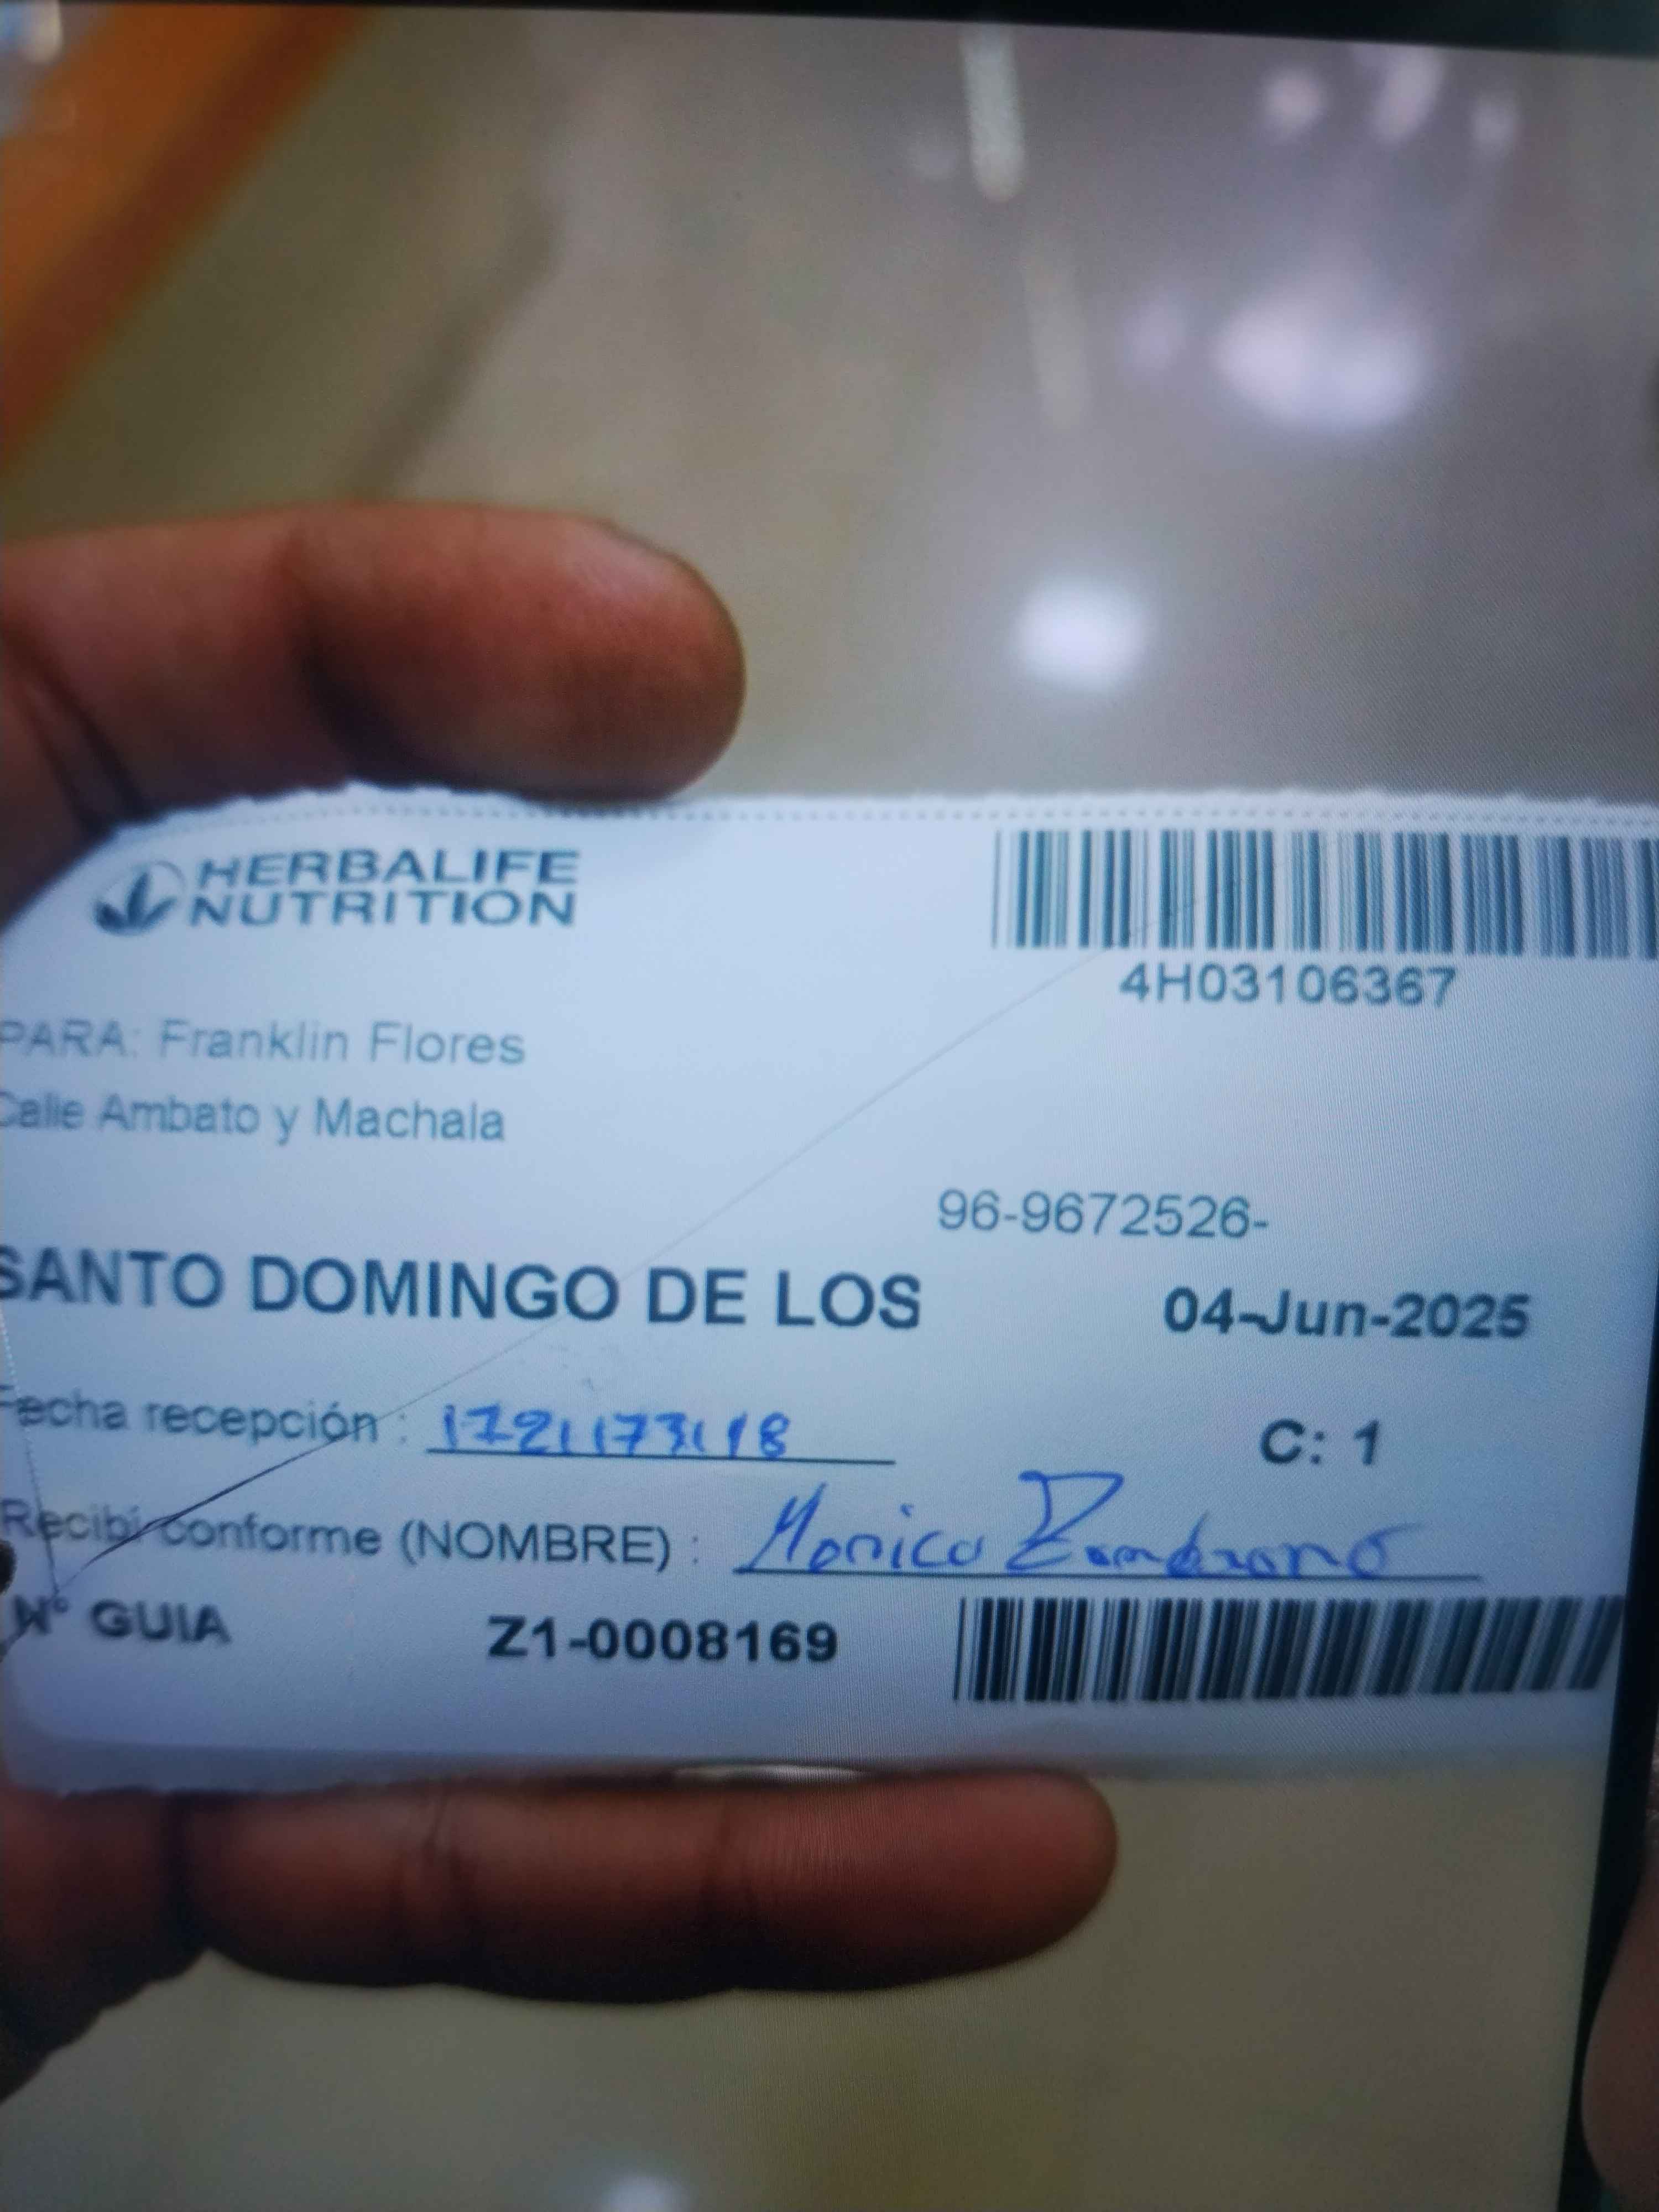 HERBALIFE
NUTRITION
4H03106367
PARA: Franklin Flores
Calle Ambato y Machala
96-9672526-
SANTO DOMINGO DE LOS
04-Jun-2025
Fecha recepción : 1721173118
C: 1
Recibí conforme (NOMBRE) : Monica Zambrano
N° GUIA Z1-0008169